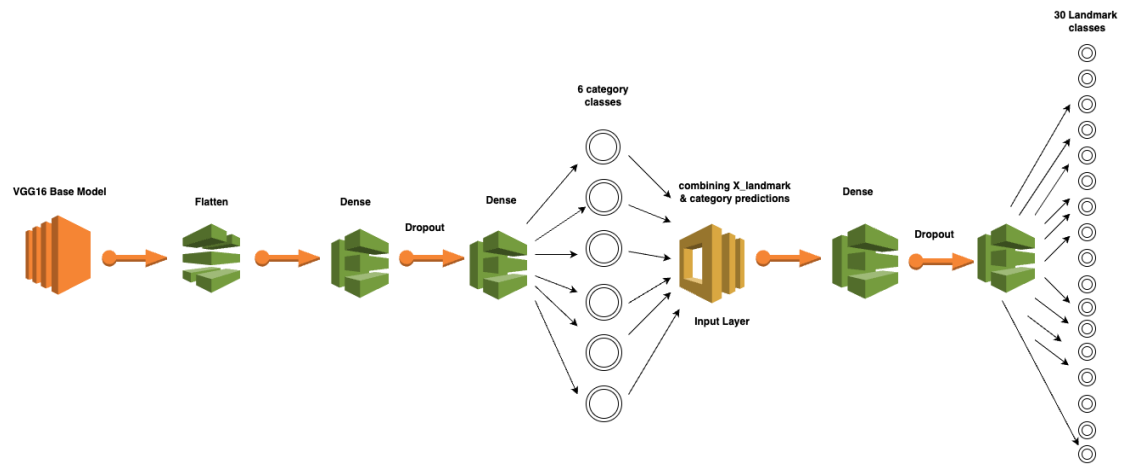 30 Landmark
classes
6 category
classes
VGG16 Base Model
Flatten
Dense
Dropout
Dense
combining X_landmark
& category predictions
Input Layer
Dense
Dropout